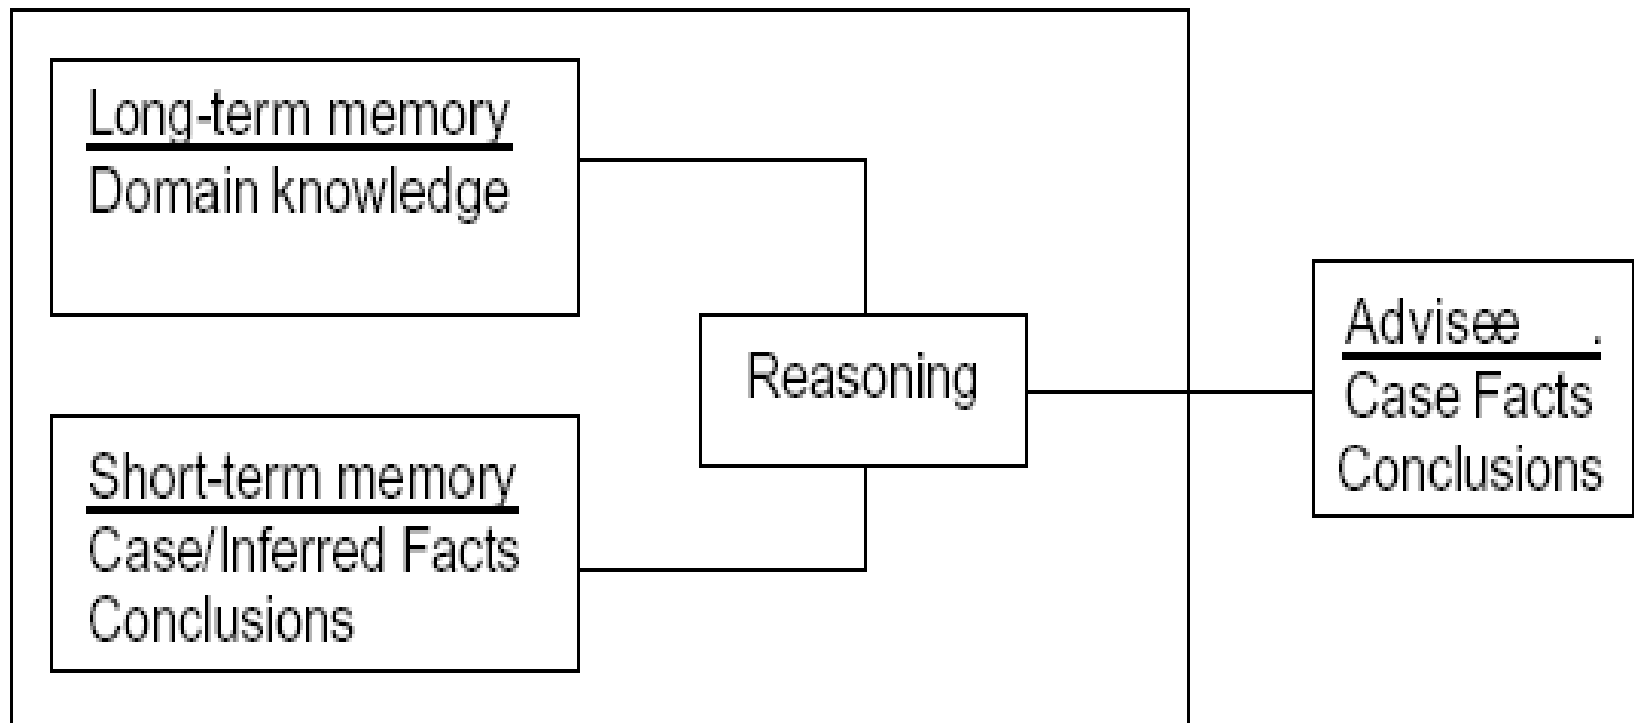 Long-term memory
Domain knowledge
Short-term memory
Case/Inferred Facts
Conclusions
Reasoning
Advisee .
Case Facts
Conclusions